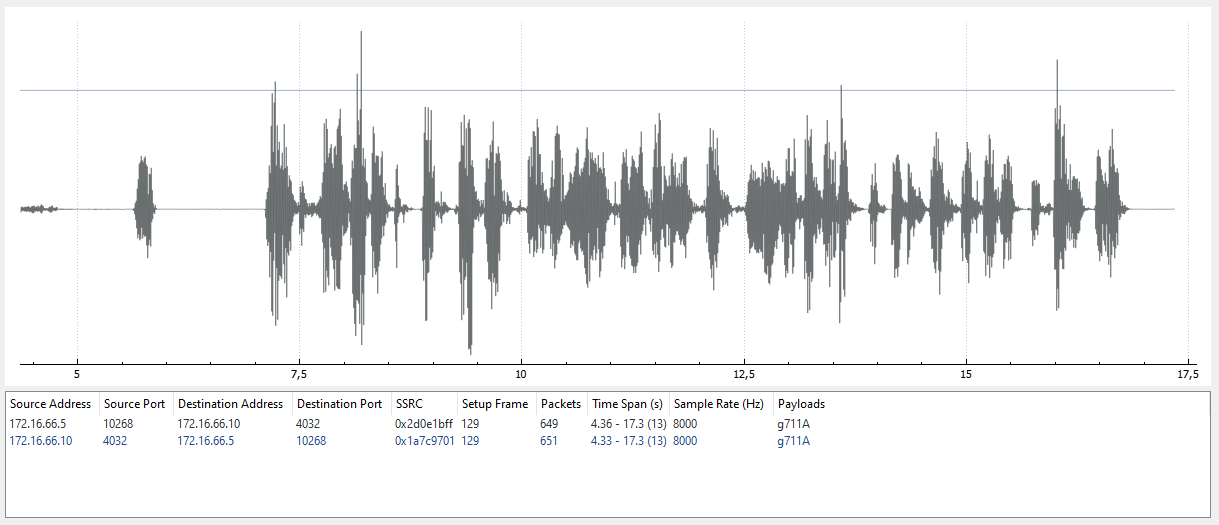 5 7,5 10 12,5 15 17,5
Source Address Source Port Destination Address Destination Port SSRC Setup Frame Packets Time Span (s) Sample Rate (Hz) Payloads
172.16.66.5 10268 172.16.66.10 4032 0x2d0e1bff 129 649 4.36 - 17.3 (13) 8000 g711A
172.16.66.10 4032 172.16.66.5 10268 0x1a7c9701 129 651 4.33 - 17.3 (13) 8000 g711A